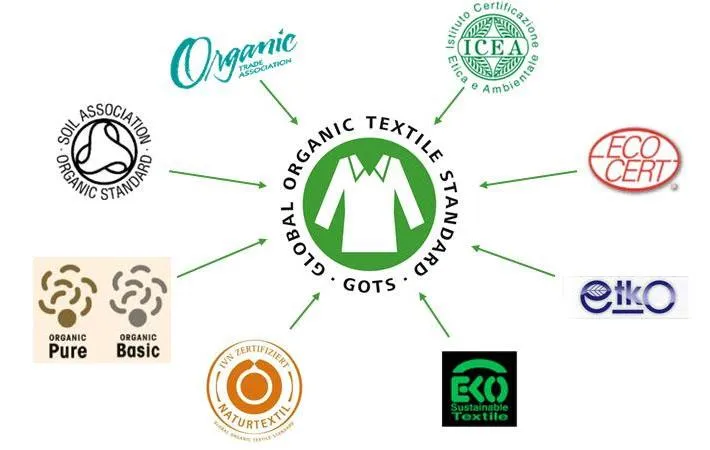 Organic
TRADE
ASSOCIATION
Istituto Certificazione
ICEA
Etica e Ambientale
· SOIL ASSOCIATION ·
ORGANIC STANDARD
GLOBAL ORGANIC TEXTILE STANDARD · GOTS ·
ECO
CERT
®
ORGANIC
Pure
ORGANIC
Basic
etko
IVN ZERTIFIZIERT
NATURTEXTIL
GLOBAL ORGANIC TEXTILE STANDARD
EKO
Sustainable
Textile